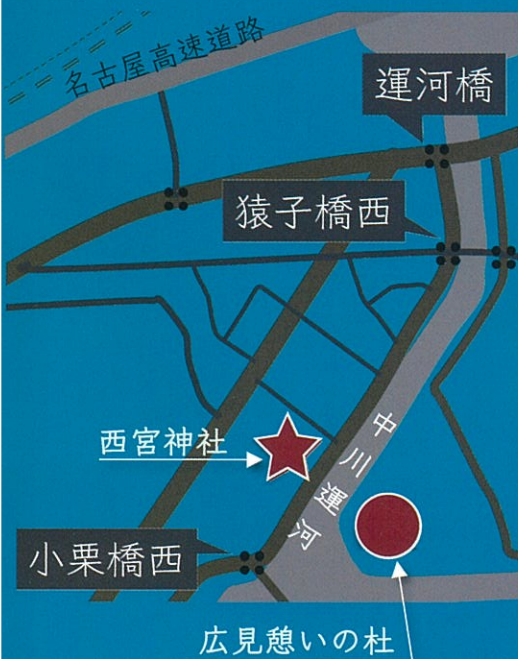 名古屋高速道路
運河橋
猿子橋西
西宮神社
中川運河
小栗橋西
広見憩いの杜